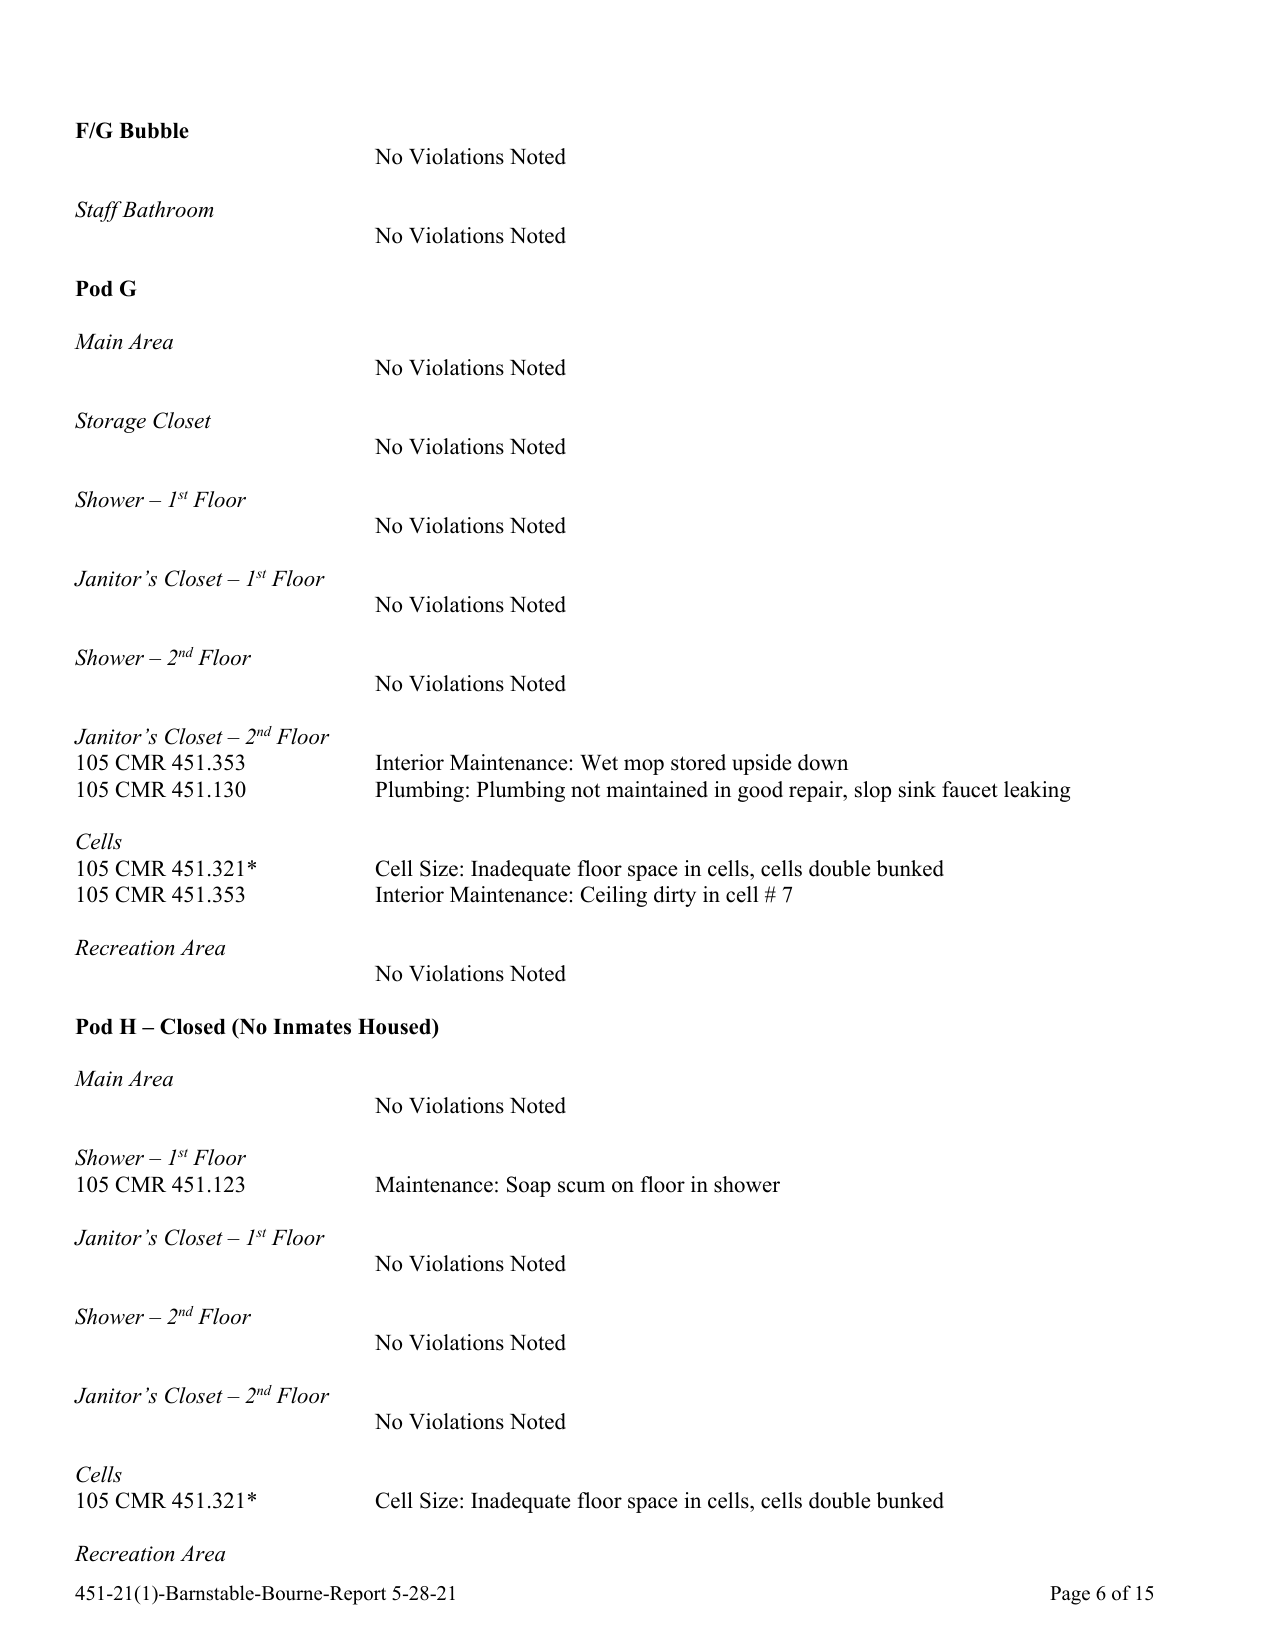 F/G Bubble
No Violations Noted
Staff Bathroom
No Violations Noted
Pod G
Main Area
No Violations Noted
Storage Closet
No Violations Noted
Shower – 1st Floor
No Violations Noted
Janitor’s Closet – 1st Floor
No Violations Noted
Shower – 2nd Floor
No Violations Noted
Janitor’s Closet – 2nd Floor
105 CMR 451.353 Interior Maintenance: Wet mop stored upside down
105 CMR 451.130 Plumbing: Plumbing not maintained in good repair, slop sink faucet leaking
Cells
105 CMR 451.321* Cell Size: Inadequate floor space in cells, cells double bunked
105 CMR 451.353 Interior Maintenance: Ceiling dirty in cell # 7
Recreation Area
No Violations Noted
Pod H – Closed (No Inmates Housed)
Main Area
No Violations Noted
Shower – 1st Floor
105 CMR 451.123 Maintenance: Soap scum on floor in shower
Janitor’s Closet – 1st Floor
No Violations Noted
Shower – 2nd Floor
No Violations Noted
Janitor’s Closet – 2nd Floor
No Violations Noted
Cells
105 CMR 451.321* Cell Size: Inadequate floor space in cells, cells double bunked
Recreation Area
451-21(1)-Barnstable-Bourne-Report 5-28-21 Page 6 of 15